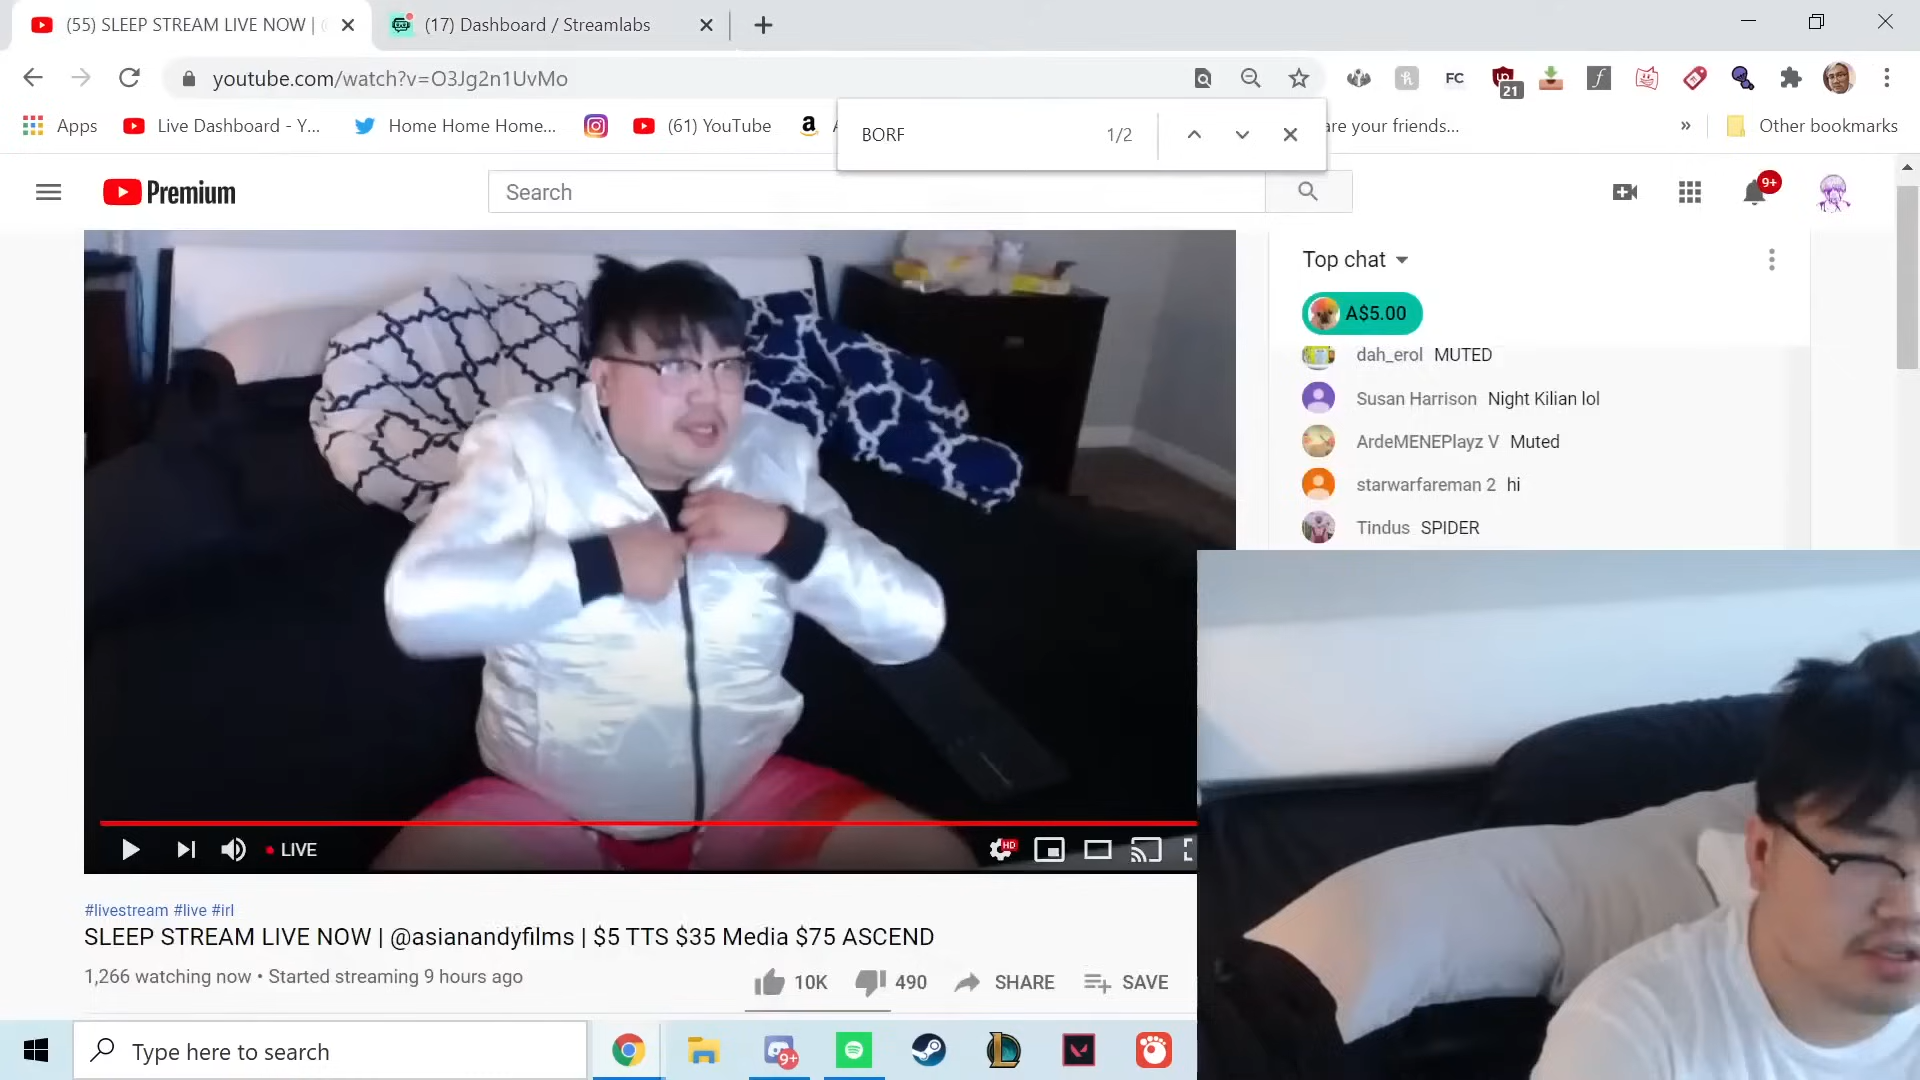 (55) SLEEP STREAM LIVE NOW |
(17) Dashboard / Streamlabs
youtube.com/watch?v=O3Jg2n1UvMo
FC
21
Apps
Live Dashboard - Y...
Home Home Home...
(61) YouTube
BORF
1/2
are your friends...
»
Other bookmarks
Premium
Search
9+
Top chat
A$5.00
dah_erol MUTED
Susan Harrison Night Kilian lol
ArdeMENEPlayz V Muted
starwarfareman 2 hi
Tindus SPIDER
LIVE
HD
#livestream #live #irl
SLEEP STREAM LIVE NOW | @asianandyfilms | $5 TTS $35 Media $75 ASCEND
1,266 watching now • Started streaming 9 hours ago
10K
490
SHARE
SAVE
Type here to search
9+